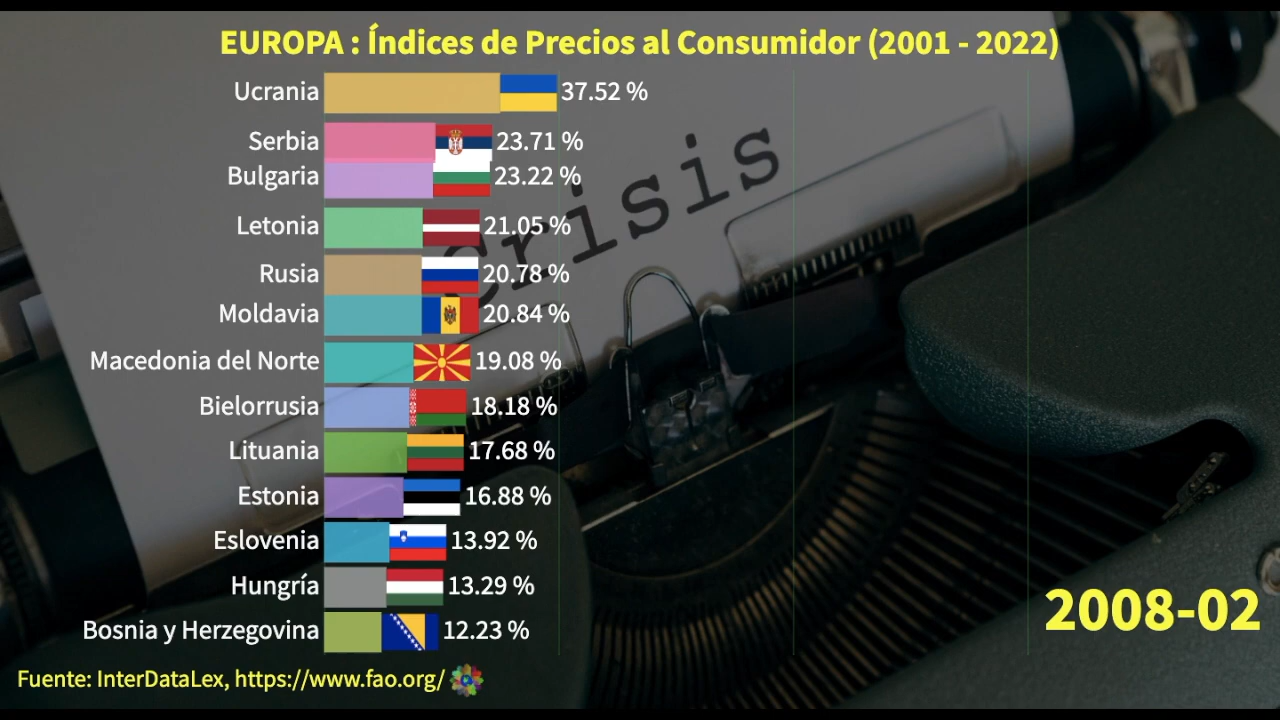 EUROPA : Índices de Precios al Consumidor (2001 - 2022)
Ucrania 37.52 %
Serbia 23.71 %
Bulgaria 23.22 %
Letonia 21.05 %
Rusia 20.78 %
Moldavia 20.84 %
Macedonia del Norte 19.08 %
Bielorrusia 18.18 %
Lituania 17.68 %
Estonia 16.88 %
Eslovenia 13.92 %
Hungría 13.29 %
Bosnia y Herzegovina 12.23 %
crisis
2008-02
Fuente: InterDataLex, https://www.fao.org/